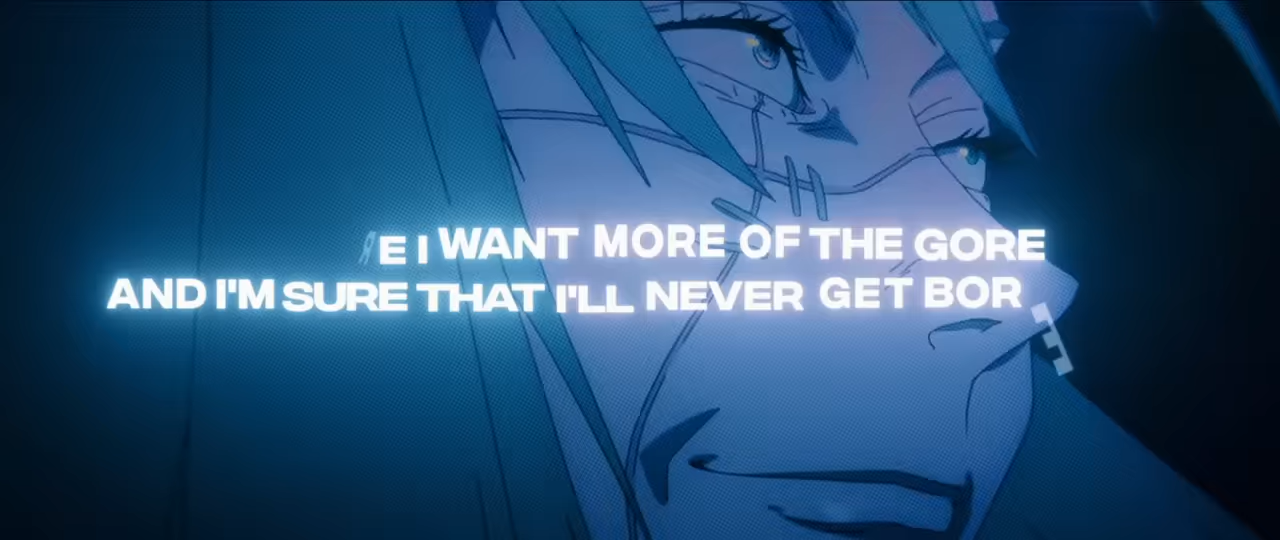 E I WANT MORE OF THE GORE
AND I'M SURE THAT I'LL NEVER GET BOR